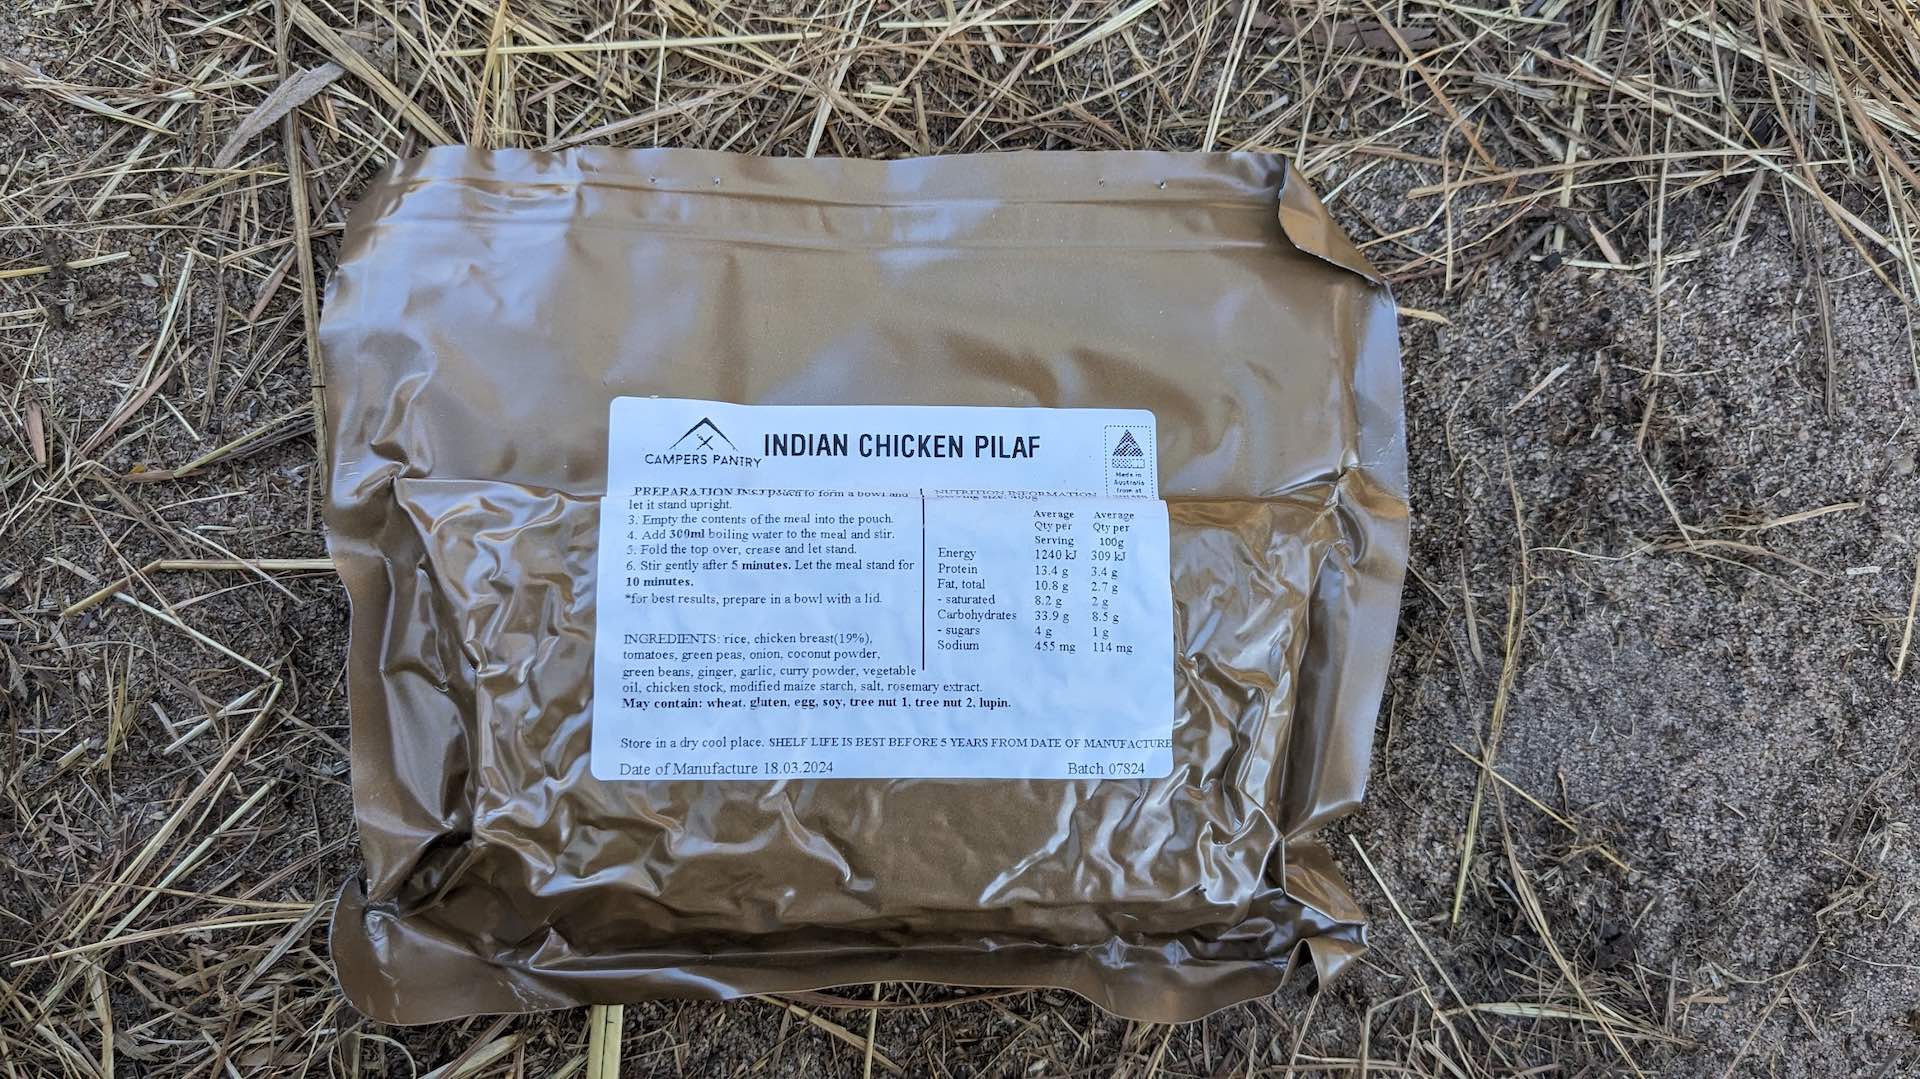 CAMPERS PANTRY
INDIAN CHICKEN PILAF
Made in
Australia
from at
PREPARATION INST pouch to form a bowl and
let it stand upright.
3. Empty the contents of the meal into the pouch.
4. Add 300ml boiling water to the meal and stir.
5. Fold the top over, crease and let stand.
6. Stir gently after 5 minutes. Let the meal stand for
10 minutes.
*for best results, prepare in a bowl with a lid.
INGREDIENTS: rice, chicken breast(19%),
tomatoes, green peas, onion, coconut powder,
green beans, ginger, garlic, curry powder, vegetable
oil, chicken stock, modified maize starch, salt, rosemary extract.
May contain: wheat, gluten, egg, soy, tree nut 1, tree nut 2, lupin.
NUTRITION INFORMATION
serving size: 400g
Average Average
Qty per Qty per
Serving 100g
Energy 1240 kJ 309 kJ
Protein 13.4 g 3.4 g
Fat, total 10.8 g 2.7 g
- saturated 8.2 g 2 g
Carbohydrates 33.9 g 8.5 g
- sugars 4 g 1 g
Sodium 455 mg 114 mg
Store in a dry cool place. SHELF LIFE IS BEST BEFORE 5 YEARS FROM DATE OF MANUFACTURE
Date of Manufacture 18.03.2024 Batch 07824